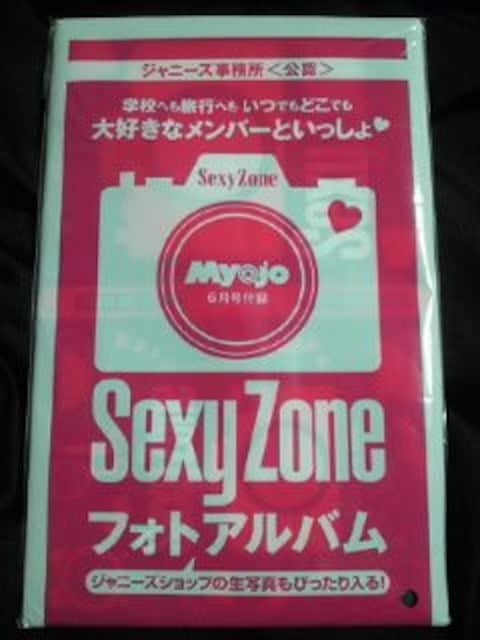 ジャニーズ事務所<公認>
学校へも旅行へも いつでもどこでも
大好きなメンバーといっしょ♥
Sexy Zone
Myojo
6月号付録
Sexy Zone
フォトアルバム
ジャニーズショップの生写真もぴったり入る!